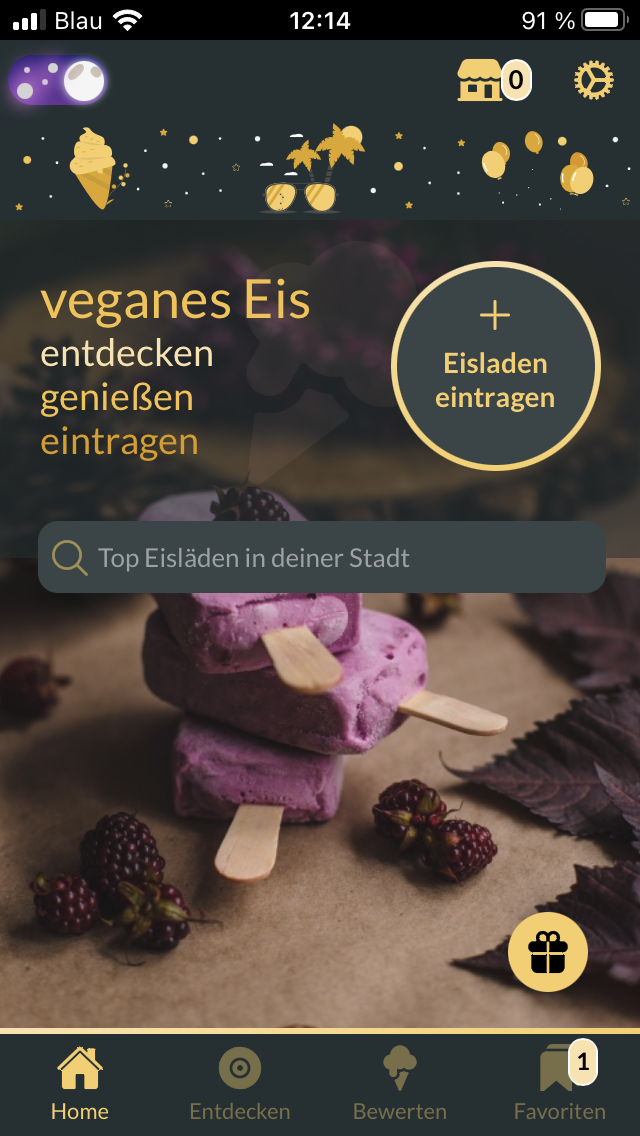 Blau 12:14 91 %
0
veganes Eis
entdecken
genießen
eintragen
+
Eisladen
eintragen
Top Eisläden in deiner Stadt
1
Home Entdecken Bewerten Favoriten